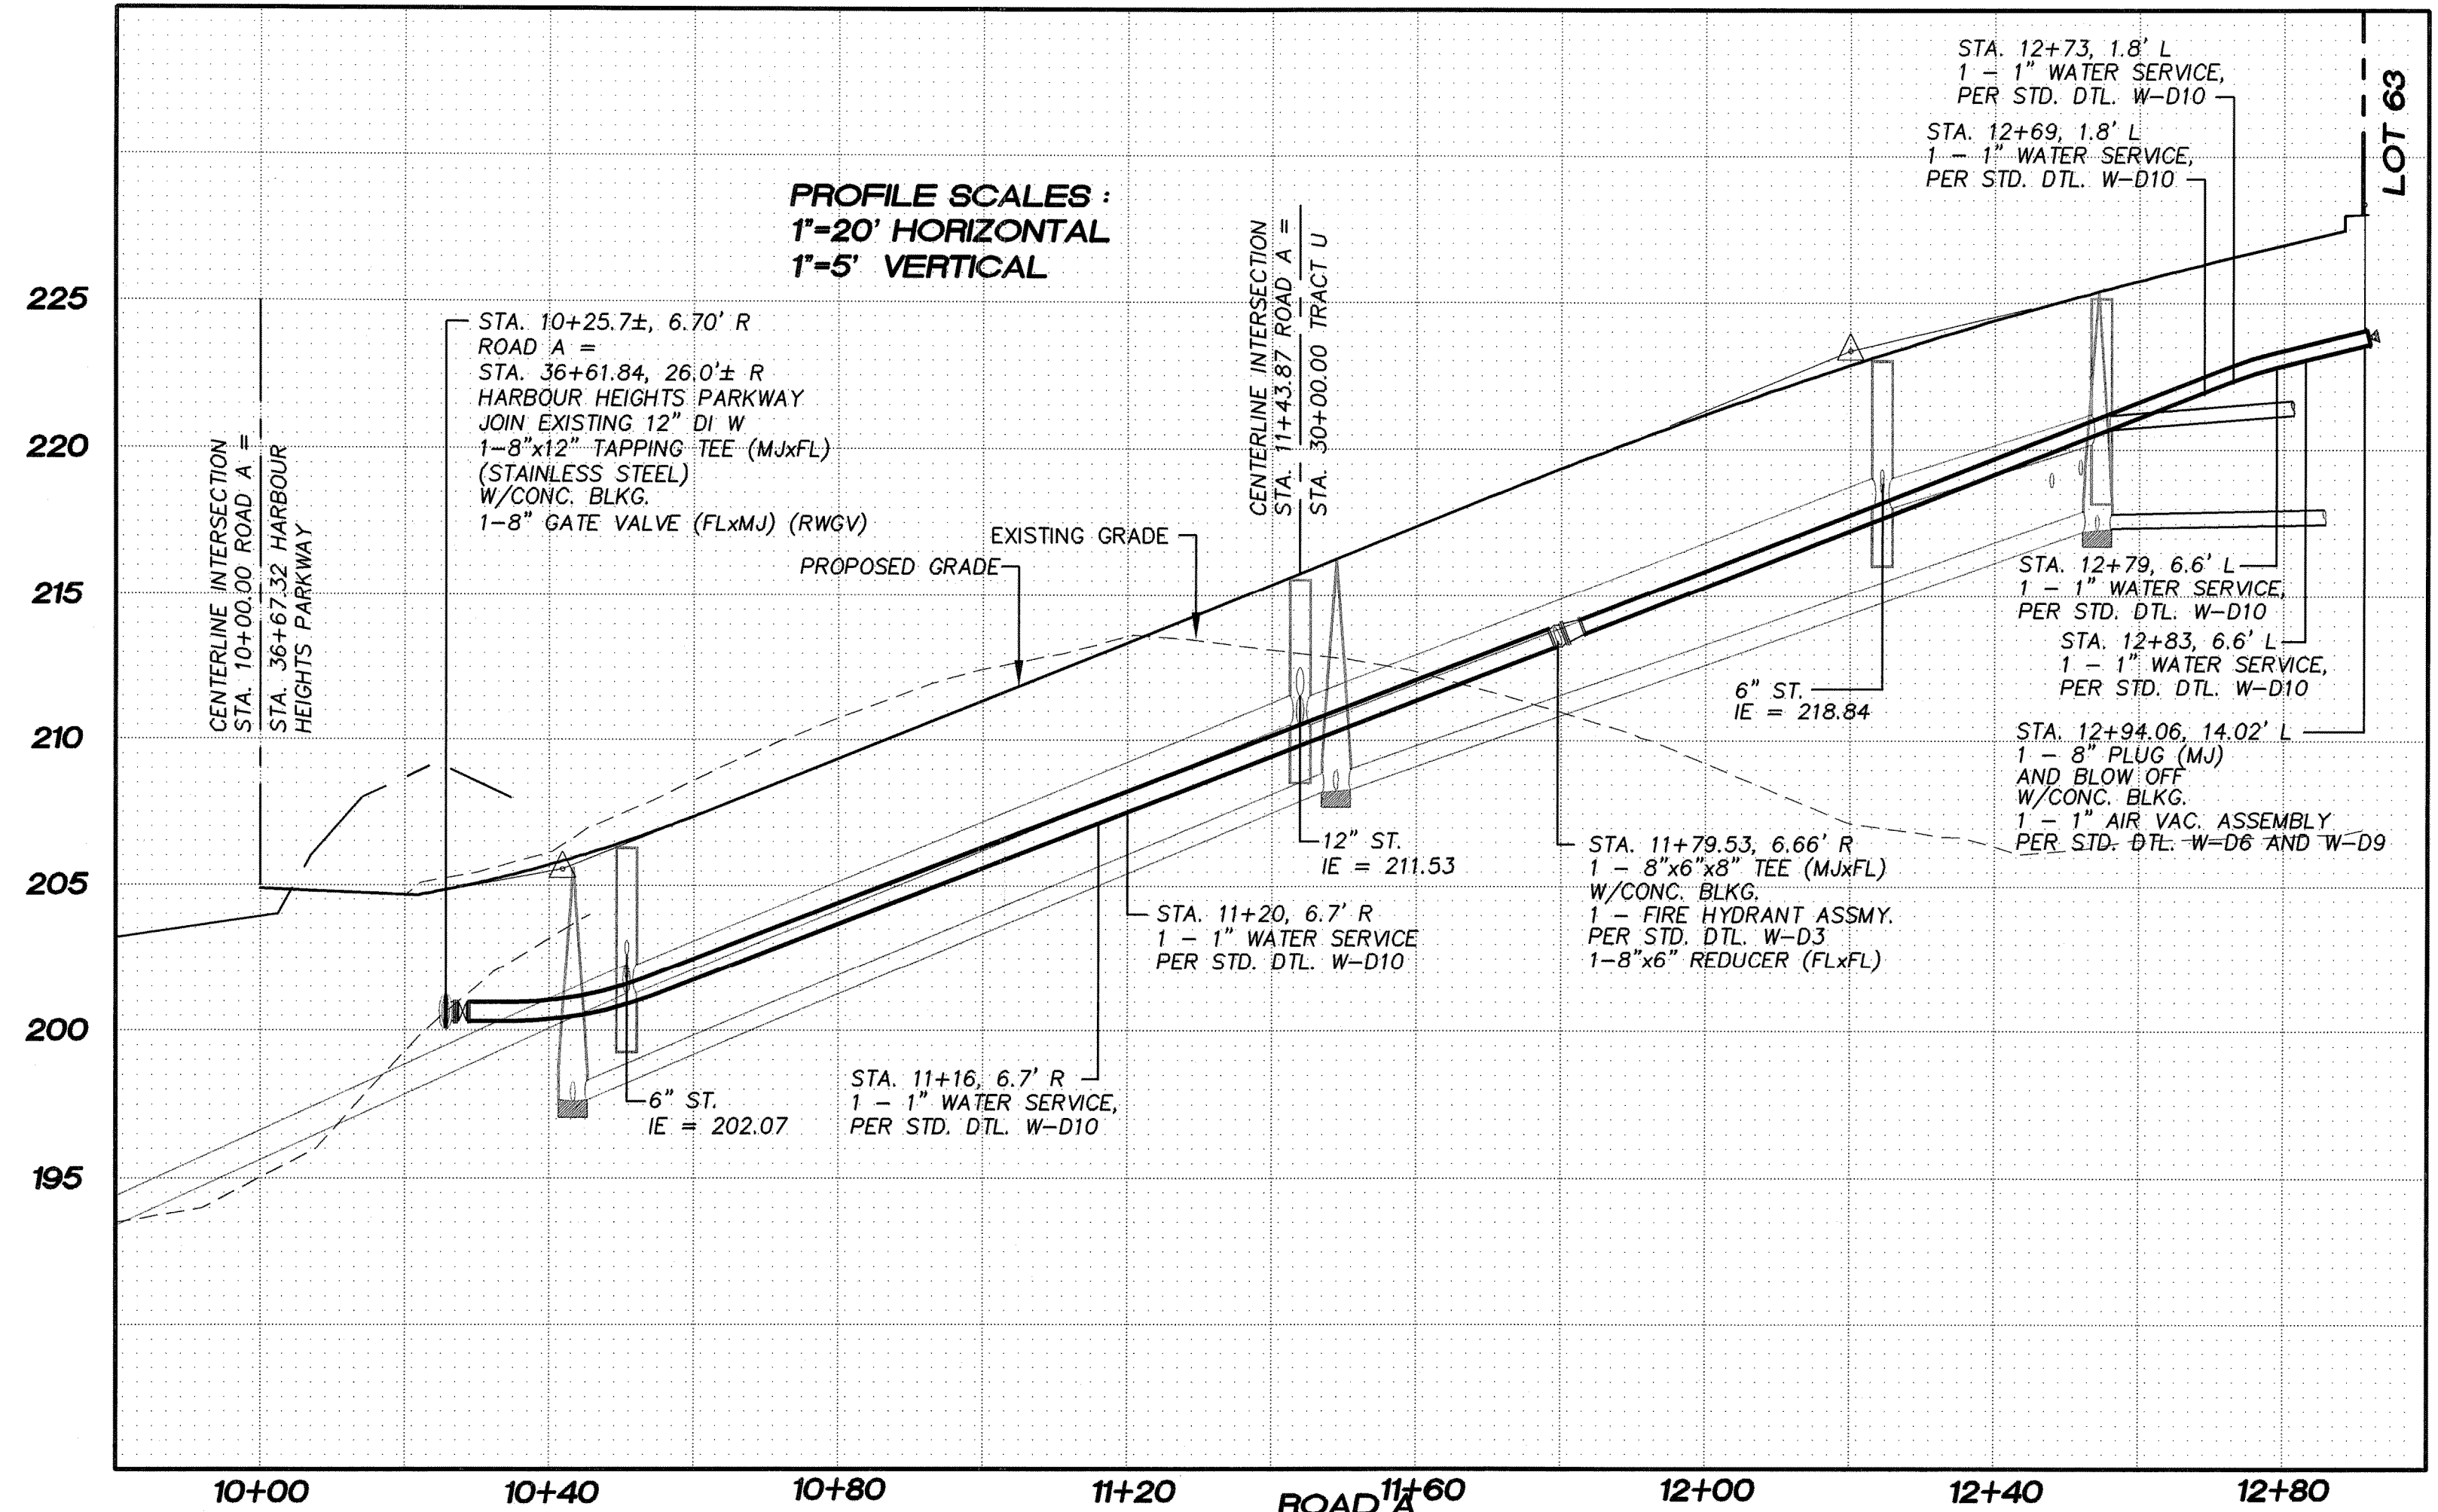 STA. 12+73, 1.8' L
1 - 1" WATER SERVICE,
PER STD. DTL. W-D10
STA. 12+69, 1.8' L
1 - 1" WATER SERVICE,
PER STD. DTL. W-D10
LOT 63
PROFILE SCALES :
1"=20' HORIZONTAL
1"=5' VERTICAL
225
220
215
210
205
200
195
CENTERLINE INTERSECTION
STA. 10+00.00 ROAD A =
STA. 36+67.32 HARBOUR
HEIGHTS PARKWAY
STA. 10+25.7±, 6.70' R
ROAD A =
STA. 36+61.84, 26.0'± R
HARBOUR HEIGHTS PARKWAY
JOIN EXISTING 12" DI W
1-8"x12" TAPPING TEE (MJxFL)
(STAINLESS STEEL)
W/CONC. BLKG.
1-8" GATE VALVE (FLxMJ) (RWGV)
CENTERLINE INTERSECTION
STA. 11+43.87 ROAD A =
STA. 30+00.00 TRACT U
EXISTING GRADE
PROPOSED GRADE
STA. 12+79, 6.6' L
1 - 1" WATER SERVICE,
PER STD. DTL. W-D10
STA. 12+83, 6.6' L
1 - 1" WATER SERVICE,
PER STD. DTL. W-D10
6" ST.
IE = 218.84
STA. 12+94.06, 14.02' L
1 - 8" PLUG (MJ)
AND BLOW OFF
W/CONC. BLKG.
1 - 1" AIR VAC. ASSEMBLY
PER STD. DTL. W-D6 AND W-D9
12" ST.
IE = 211.53
STA. 11+79.53, 6.66' R
1 - 8"x6"x8" TEE (MJxFL)
W/CONC. BLKG.
1 - FIRE HYDRANT ASSMY.
PER STD. DTL. W-D3
1-8"x6" REDUCER (FLxFL)
STA. 11+20, 6.7' R
1 - 1" WATER SERVICE
PER STD. DTL. W-D10
STA. 11+16, 6.7' R
1 - 1" WATER SERVICE,
PER STD. DTL. W-D10
6" ST.
IE = 202.07
10+00 10+40 10+80 11+20 11+60 12+00 12+40 12+80
ROAD A